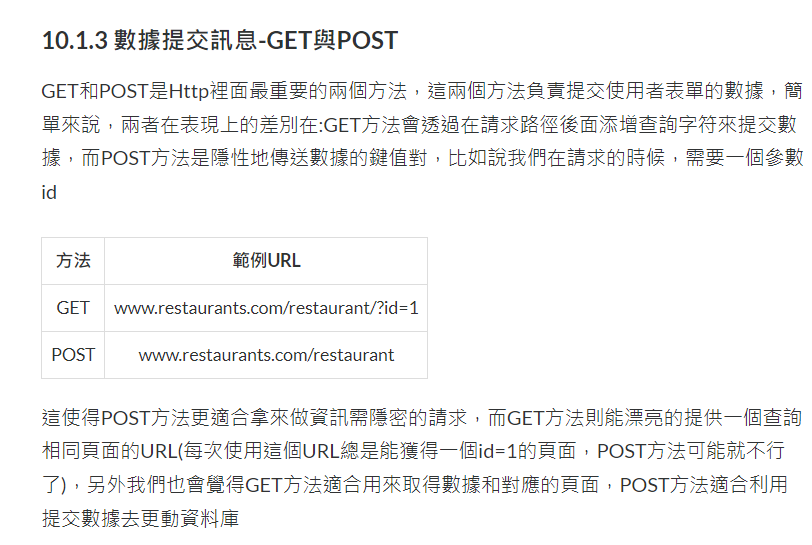 10.1.3 數據提交訊息-GET與POST
GET和POST是Http裡面最重要的兩個方法，這兩個方法負責提交使用者表單的數據，簡
單來說，兩者在表現上的差別在:GET方法會透過在請求路徑後面添增查詢字符來提交數
據，而POST方法是隱性地傳送數據的鍵值對，比如說我們在請求的時候，需要一個參數
id
方法 範例URL
GET www.restaurants.com/restaurant/?id=1
POST www.restaurants.com/restaurant
這使得POST方法更適合拿來做資訊需隱密的請求，而GET方法則能漂亮的提供一個查詢
相同頁面的URL(每次使用這個URL總是能獲得一個id=1的頁面，POST方法可能就不行
了)，另外我們也會覺得GET方法適合用來取得數據和對應的頁面，POST方法適合利用
提交數據去更動資料庫